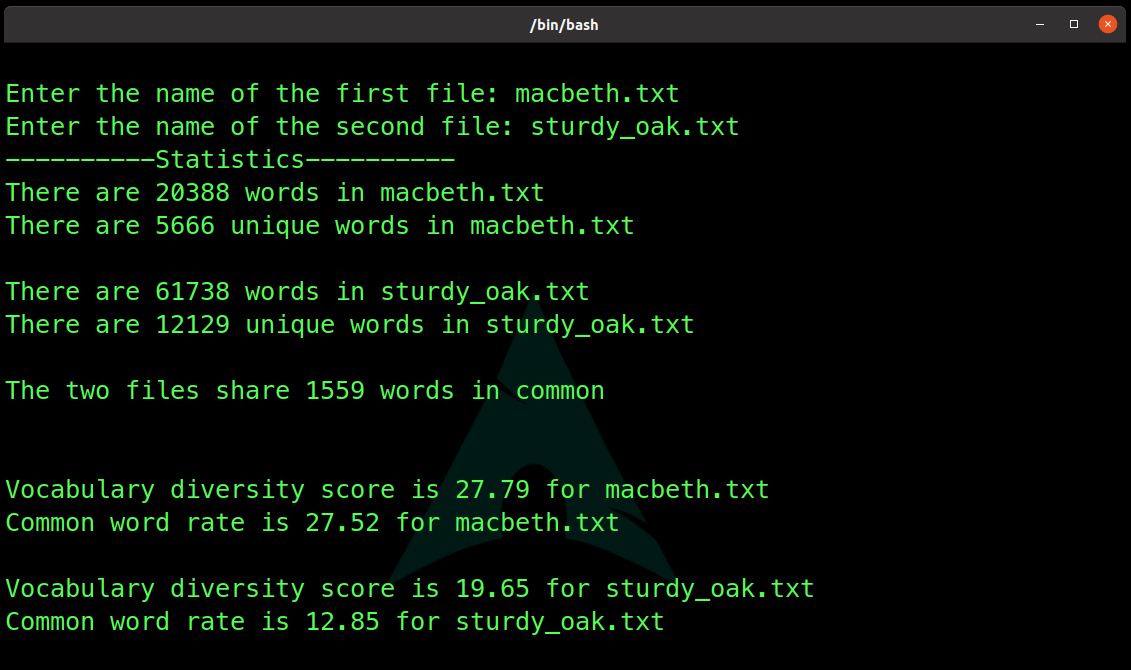 /bin/bash
Enter the name of the first file: macbeth.txt
Enter the name of the second file: sturdy_oak.txt
----------Statistics----------
There are 20388 words in macbeth.txt
There are 5666 unique words in macbeth.txt
There are 61738 words in sturdy_oak.txt
There are 12129 unique words in sturdy_oak.txt
The two files share 1559 words in common
Vocabulary diversity score is 27.79 for macbeth.txt
Common word rate is 27.52 for macbeth.txt
Vocabulary diversity score is 19.65 for sturdy_oak.txt
Common word rate is 12.85 for sturdy_oak.txt